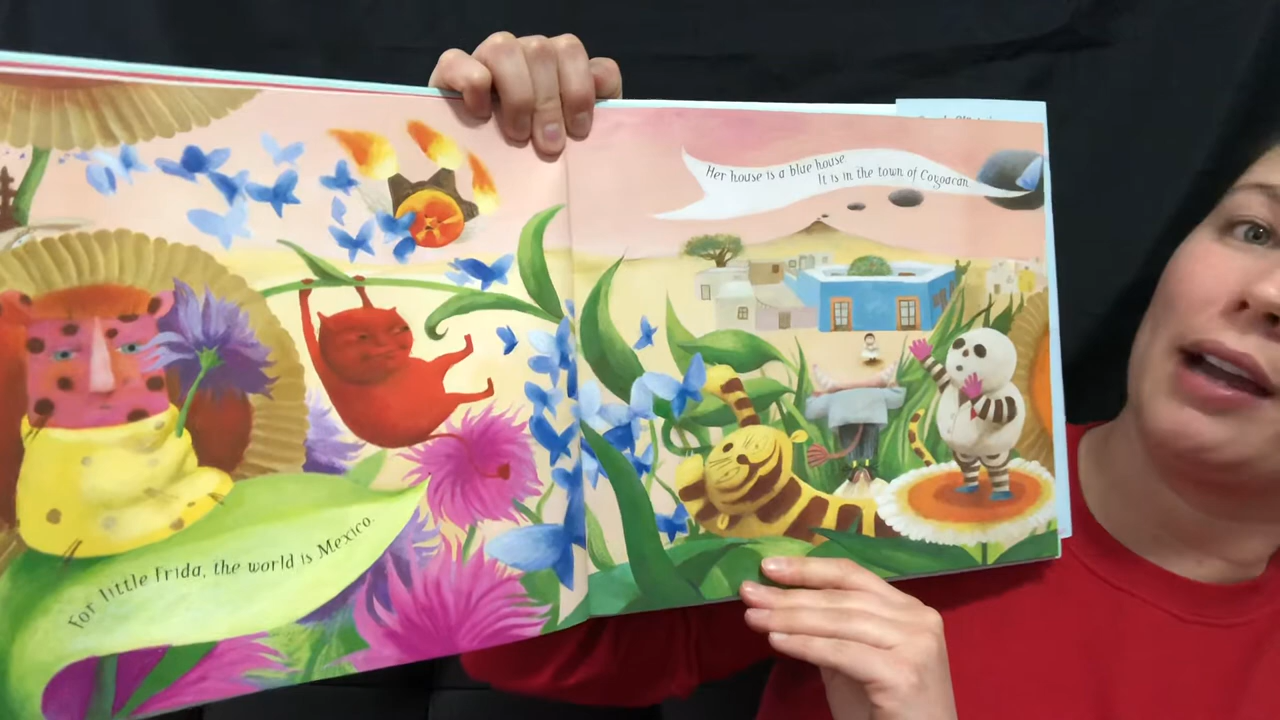 For little Frida, the world is Mexico.
Her house is a blue house.
It is in the town of Coyoacan